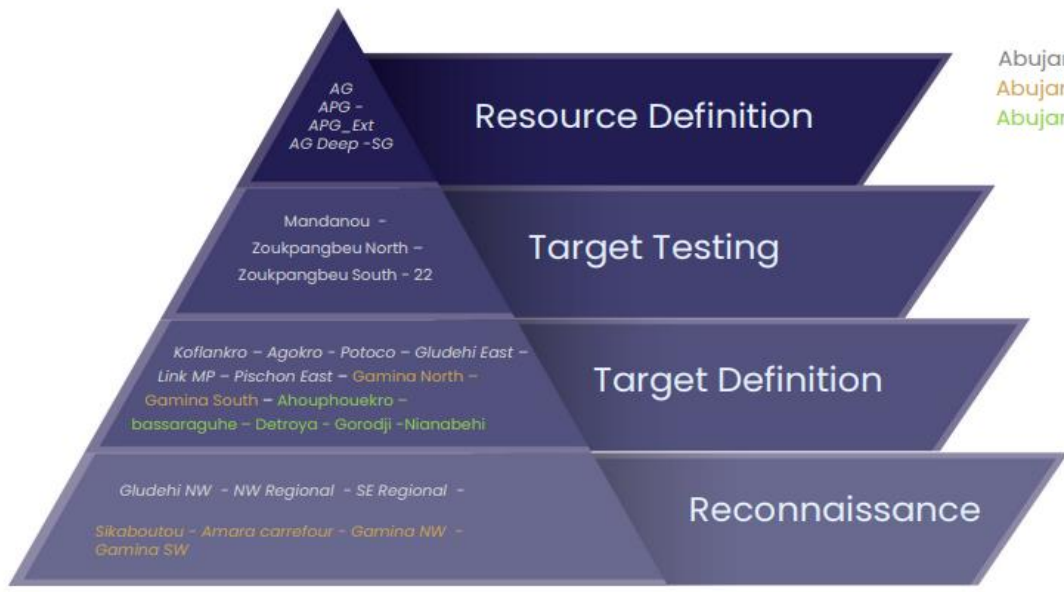 AG
APG -
APG_Ext
AG Deep -SG
Resource Definition
Mandanou -
Zoukpangbeu North –
Zoukpangbeu South - 22
Target Testing
Koflankro – Agokro - Potoco – Gludehi East –
Link MP – Pischon East – Gamina North –
Gamina South – Ahouphouekro –
bassaraguhe – Detroya - Gorodji -Nianabehi
Target Definition
Gludehi NW - NW Regional - SE Regional -
Sikaboutou - Amara carrefour - Gamina NW -
Gamina SW
Reconnaissance